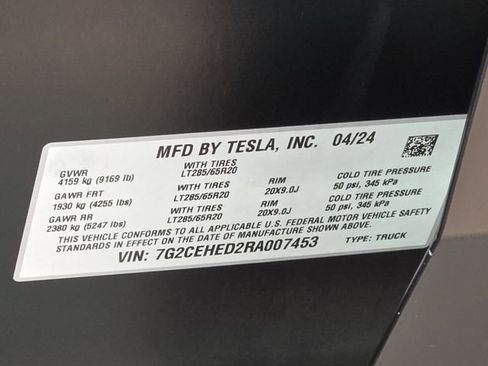 MFD BY TESLA, INC. 04/24
GVWR WITH TIRES
4159 kg (9169 lb) LT285/65R20 RIM COLD TIRE PRESSURE
GAWR FRT WITH TIRES 20X9.0J 50 psi, 345 kPa
1930 kg (4255 lbs) LT285/65R20 RIM COLD TIRE PRESSURE
GAWR RR WITH TIRES 20X9.0J 50 psi, 345 kPa
2380 kg (5247 lbs) LT285/65R20
THIS VEHICLE CONFORMS TO ALL APPLICABLE U.S. FEDERAL MOTOR VEHICLE SAFETY
STANDARDS IN EFFECT ON THE DATE OF MANUFACTURE SHOWN ABOVE.
VIN: 7G2CEHED2RA007453 TYPE: TRUCK